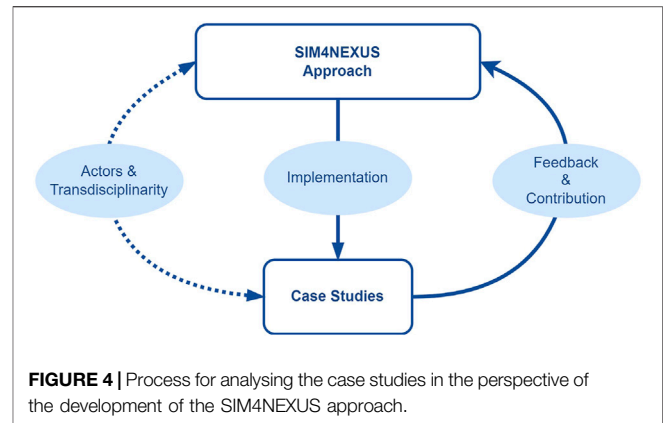 SIM4NEXUS
Approach
Actors &
Transdisciplinarity
Implementation
Feedback
&
Contribution
Case Studies
FIGURE 4 | Process for analysing the case studies in the perspective of
the development of the SIM4NEXUS approach.